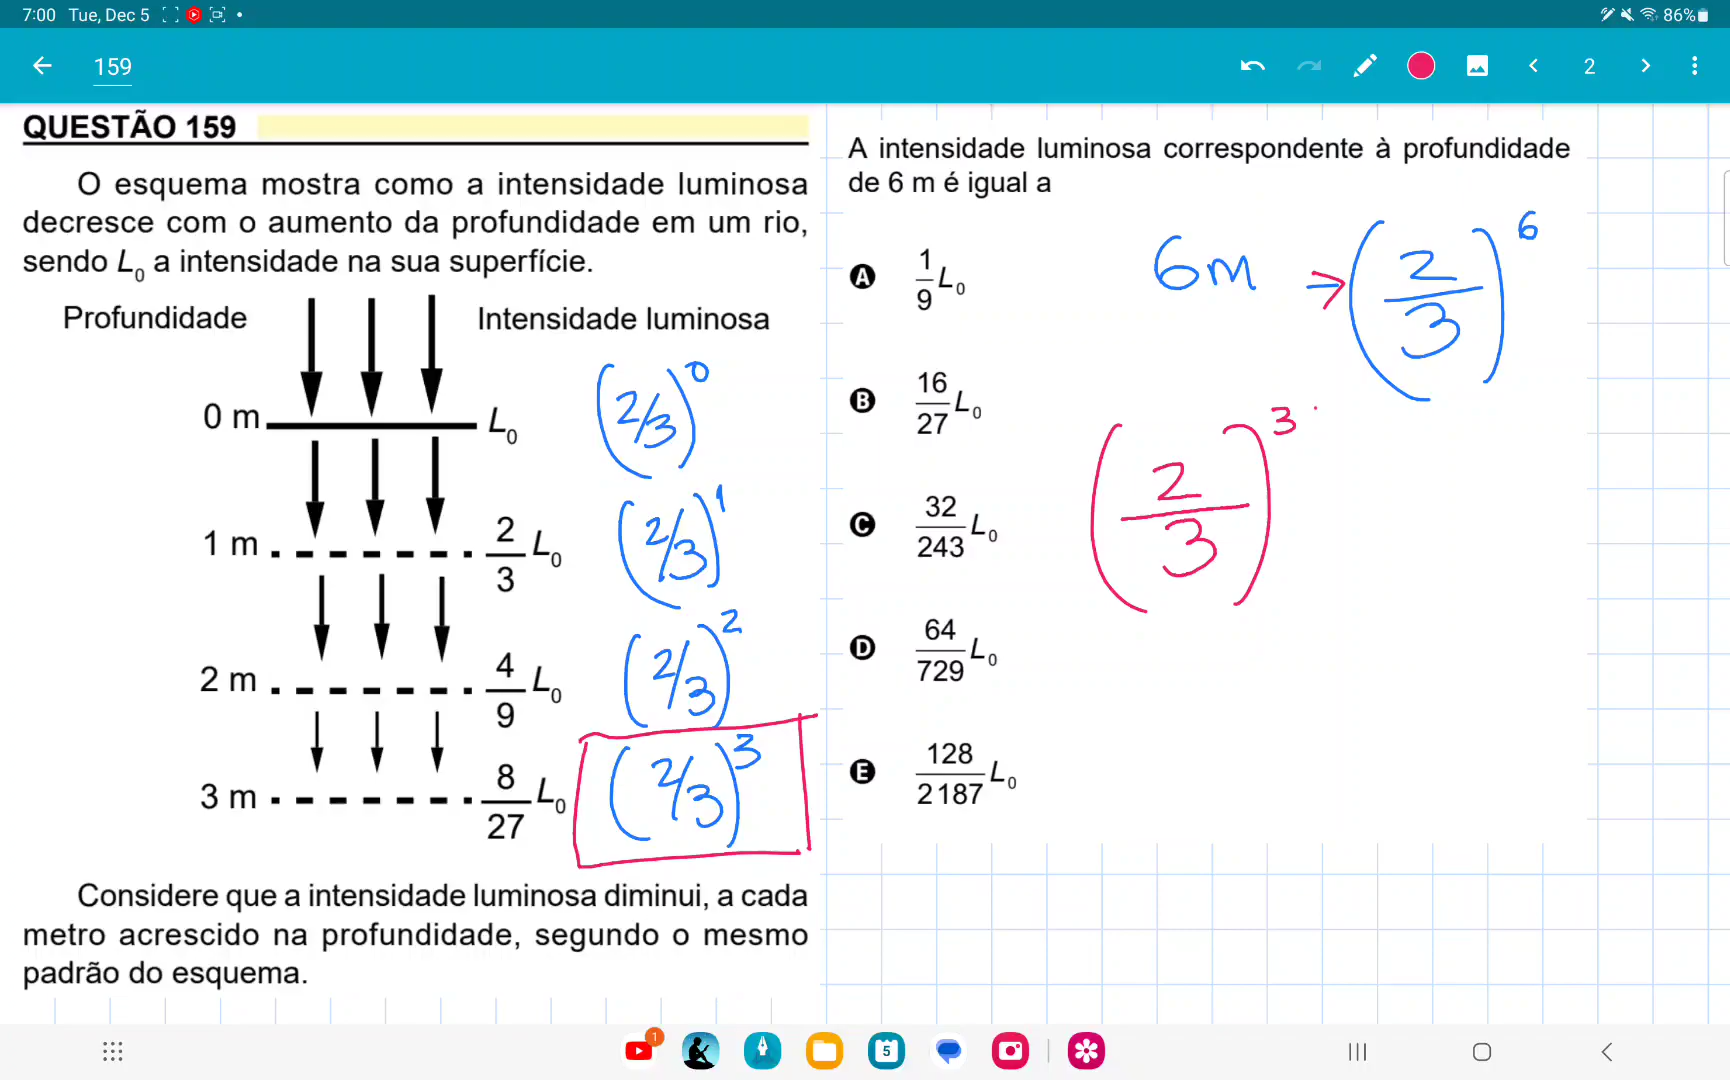 7:00 Tue, Dec 5
86%
159
2
QUESTÃO 159
O esquema mostra como a intensidade luminosa
decresce com o aumento da profundidade em um rio,
sendo L₀ a intensidade na sua superfície.
Profundidade Intensidade luminosa
0 m L₀ (2/3)⁰
1 m 2/3 L₀ (2/3)¹
2 m 4/9 L₀ (2/3)²
3 m 8/27 L₀ (2/3)³
Considere que a intensidade luminosa diminui, a cada
metro acrescido na profundidade, segundo o mesmo
padrão do esquema.
A intensidade luminosa correspondente à profundidade
de 6 m é igual a
A 1/9 L₀
B 16/27 L₀
C 32/243 L₀
D 64/729 L₀
E 128/2 187 L₀
6m ⇒ (2/3)⁶
(2/3)³
1
5